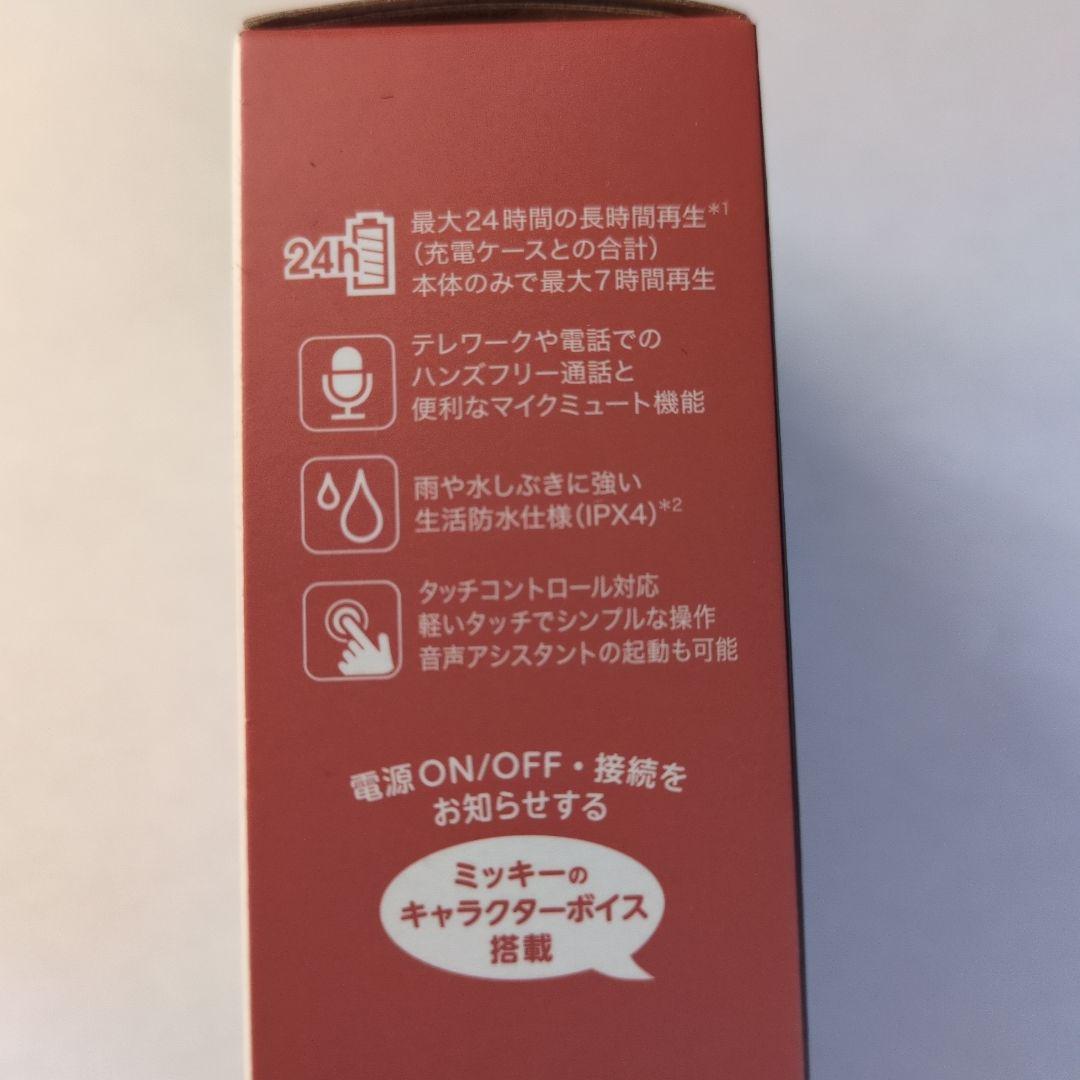 24h
最大24時間の長時間再生*1
(充電ケースとの合計)
本体のみで最大7時間再生
テレワークや電話での
ハンズフリー通話と
便利なマイクミュート機能
雨や水しぶきに強い
生活防水仕様(IPX4)*2
タッチコントロール対応
軽いタッチでシンプルな操作
音声アシスタントの起動も可能
電源ON/OFF・接続を
お知らせする
ミッキーの
キャラクターボイス
搭載